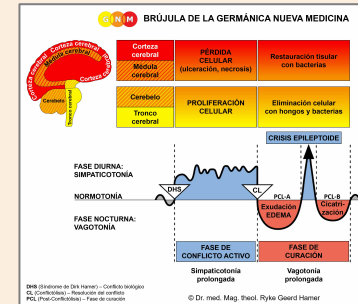 GNM BRÚJULA DE LA GERMÁNICA NUEVA MEDICINA
Corteza cerebral
Médula cerebral
Corteza cerebral
Cerebelo
Tronco cerebral
Corteza
cerebral
Médula
cerebral
PÉRDIDA
CELULAR
(ulceración, necrosis)
Restauración tisular
con bacterias
Cerebelo
Tronco
cerebral
PROLIFERACIÓN
CELULAR
Eliminación celular
con hongos y bacterias
CRISIS EPILEPTOIDE
FASE DIURNA:
SIMPATICOTONÍA
NORMOTONÍA
FASE NOCTURNA:
VAGOTONÍA
DHS
CL
PCL-A
PCL-B
Exudación
EDEMA
Cicatri-
zación
FASE DE
CONFLICTO ACTIVO
FASE DE
CURACIÓN
Simpaticotonía
prolongada
Vagotonía
prolongada
DHS (Síndrome de Dirk Hamer) – Conflicto biológico
CL (Conflictólisis) – Resolución del conflicto
PCL (Post-Conflictólisis) – Fase de curación
© Dr. med. Mag. theol. Ryke Geerd Hamer